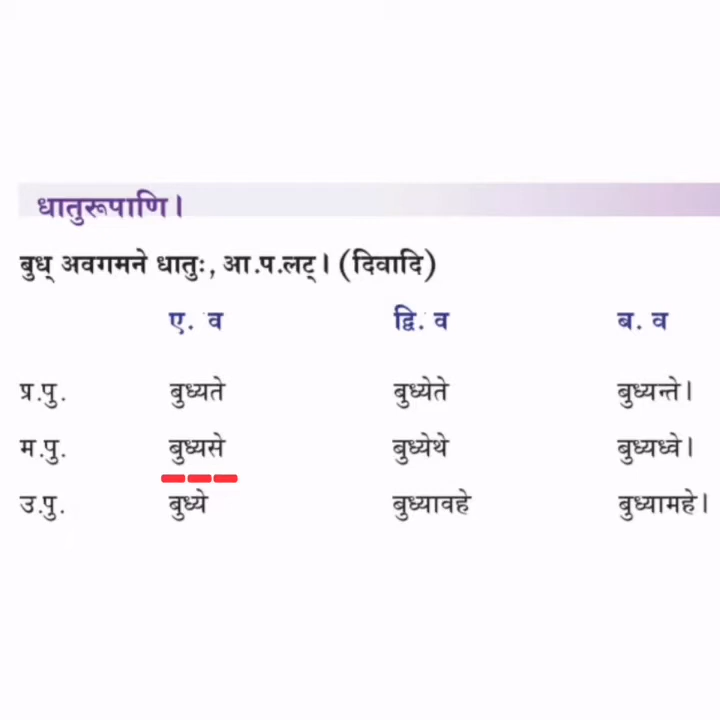 धातुरूपाणि।
बुध् अवगमने धातुः, आ.प.लट्। (दिवादि)
ए. व द्वि. व ब. व
प्र.पु. बुध्यते बुध्येते बुध्यन्ते।
म.पु. बुध्यसे बुध्येथे बुध्यध्वे।
उ.पु. बुध्ये बुध्यावहे बुध्यामहे।